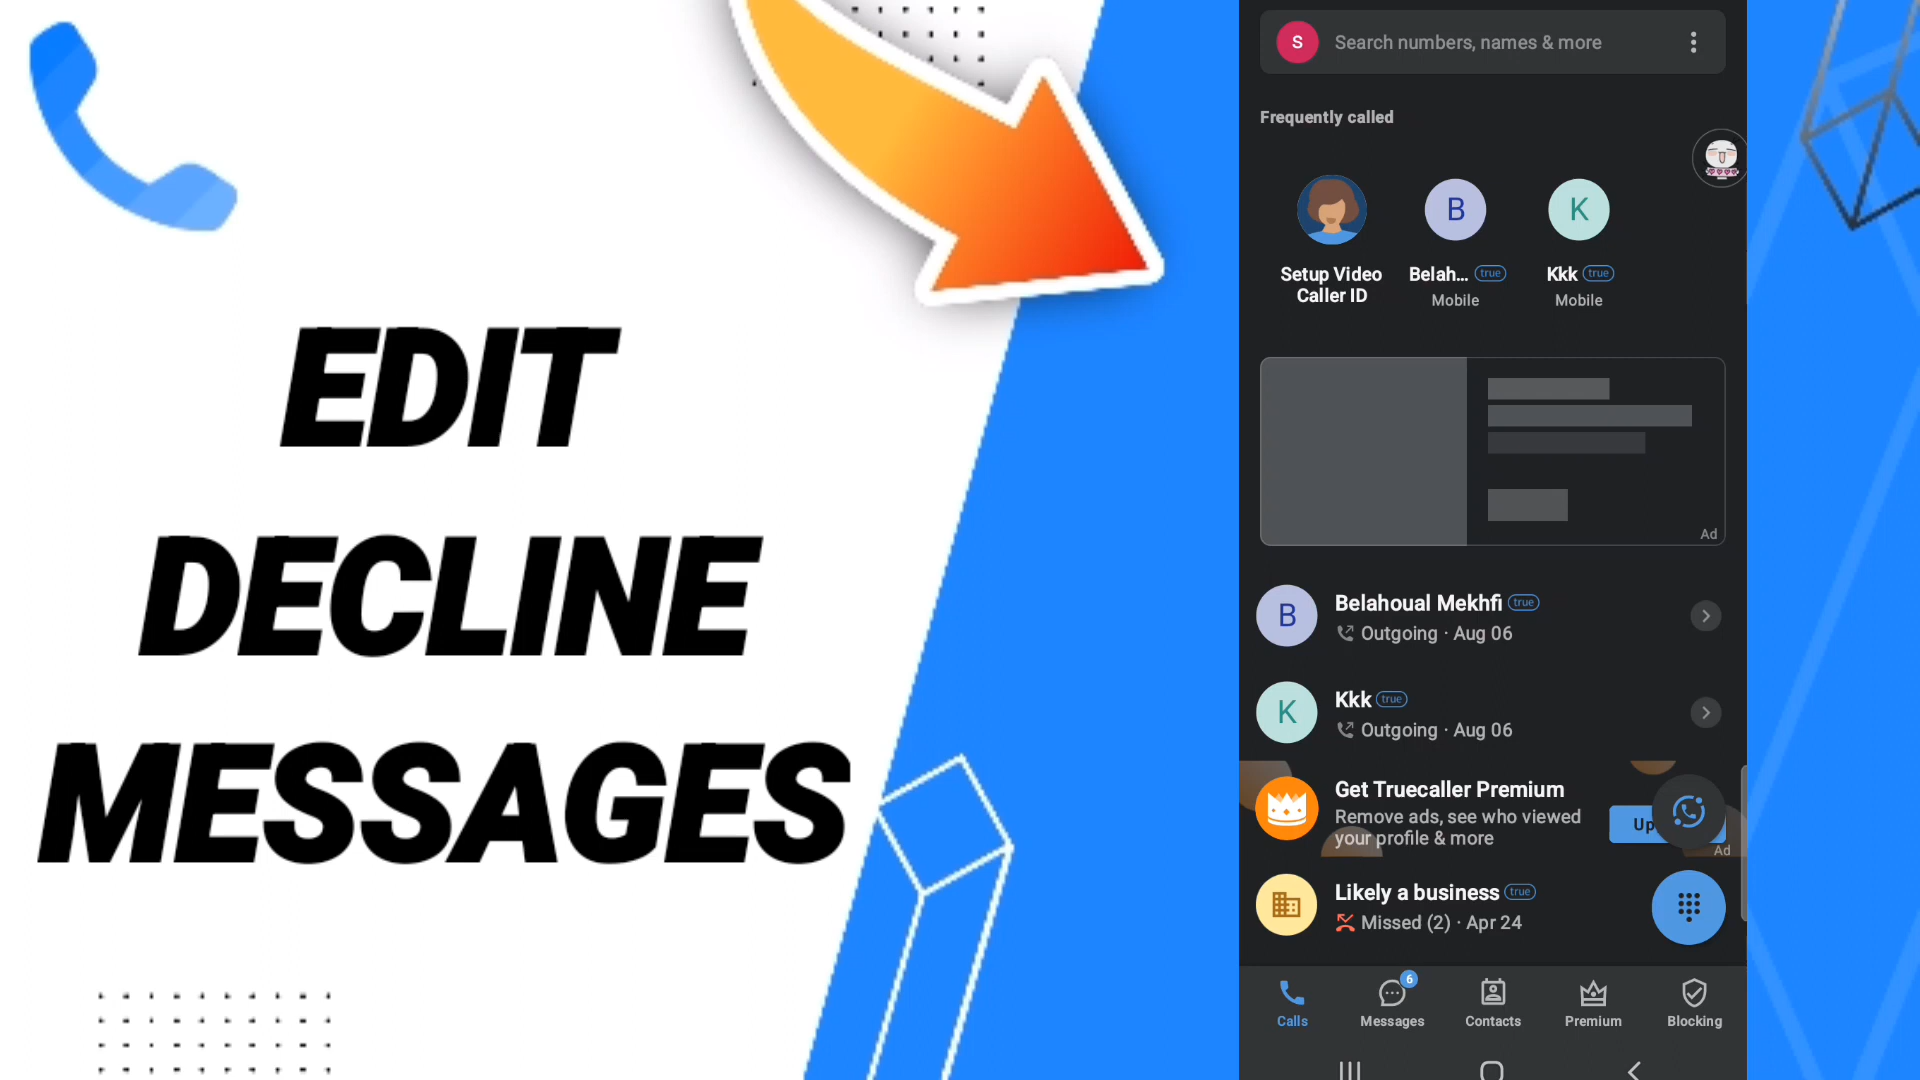 EDIT
DECLINE
MESSAGES
S
Search numbers, names & more
Frequently called
Setup Video
Caller ID
B
Belah... true
Mobile
K
Kkk true
Mobile
Ad
B
Belahoual Mekhfi true
Outgoing · Aug 06
K
Kkk true
Outgoing · Aug 06
Get Truecaller Premium
Remove ads, see who viewed
your profile & more
Up
Ad
Likely a business true
Missed (2) · Apr 24
6
Calls
Messages
Contacts
Premium
Blocking